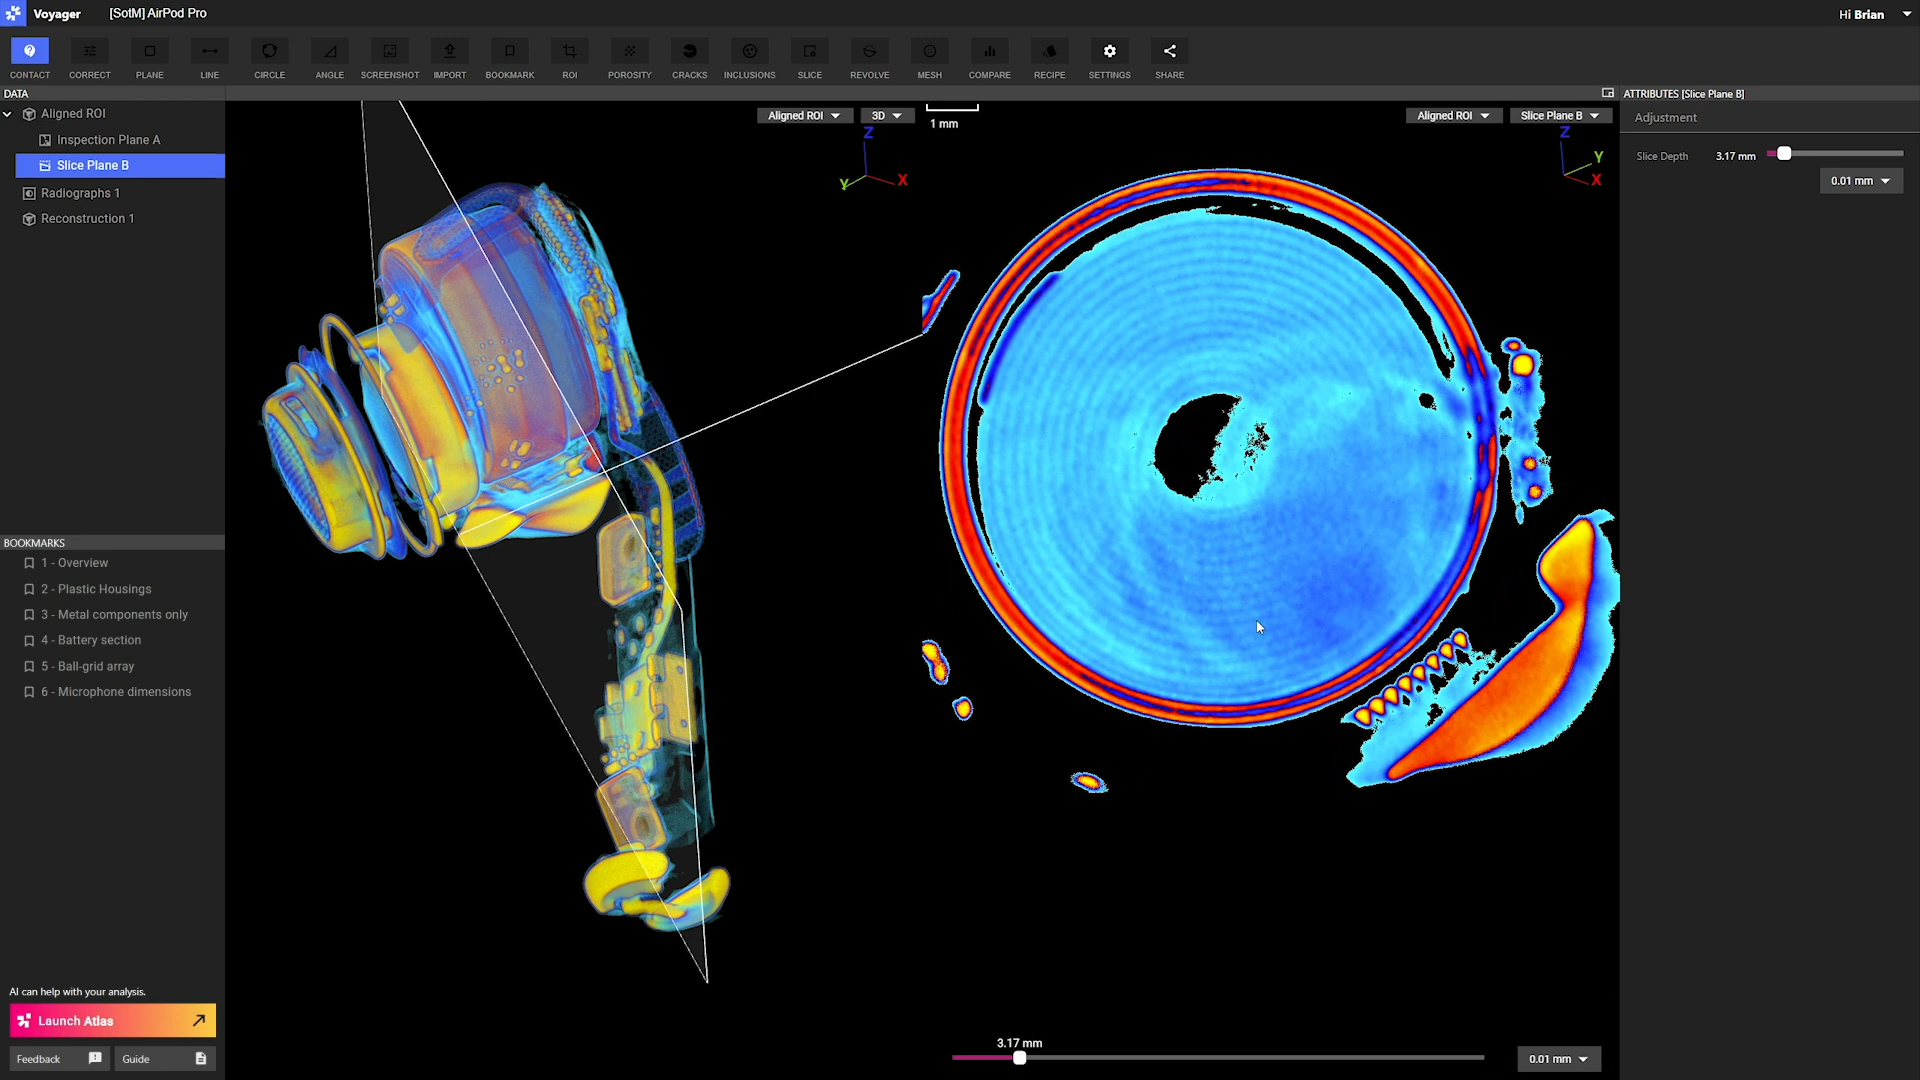 Voyager [SotM] AirPod Pro Hi Brian
CONTACT CORRECT PLANE LINE CIRCLE ANGLE SCREENSHOT IMPORT BOOKMARK ROI POROSITY CRACKS INCLUSIONS SLICE REVOLVE MESH COMPARE RECIPE SETTINGS SHARE
DATA
Aligned ROI
Inspection Plane A
Slice Plane B
Radiographs 1
Reconstruction 1
BOOKMARKS
1 - Overview
2 - Plastic Housings
3 - Metal components only
4 - Battery section
5 - Ball-grid array
6 - Microphone dimensions
AI can help with your analysis.
Launch Atlas
Feedback Guide
Aligned ROI 3D
Z
Y X
1 mm
Aligned ROI Slice Plane B
Z
Y
X
3.17 mm
0.01 mm
ATTRIBUTES [Slice Plane B]
Adjustment
Slice Depth 3.17 mm
0.01 mm